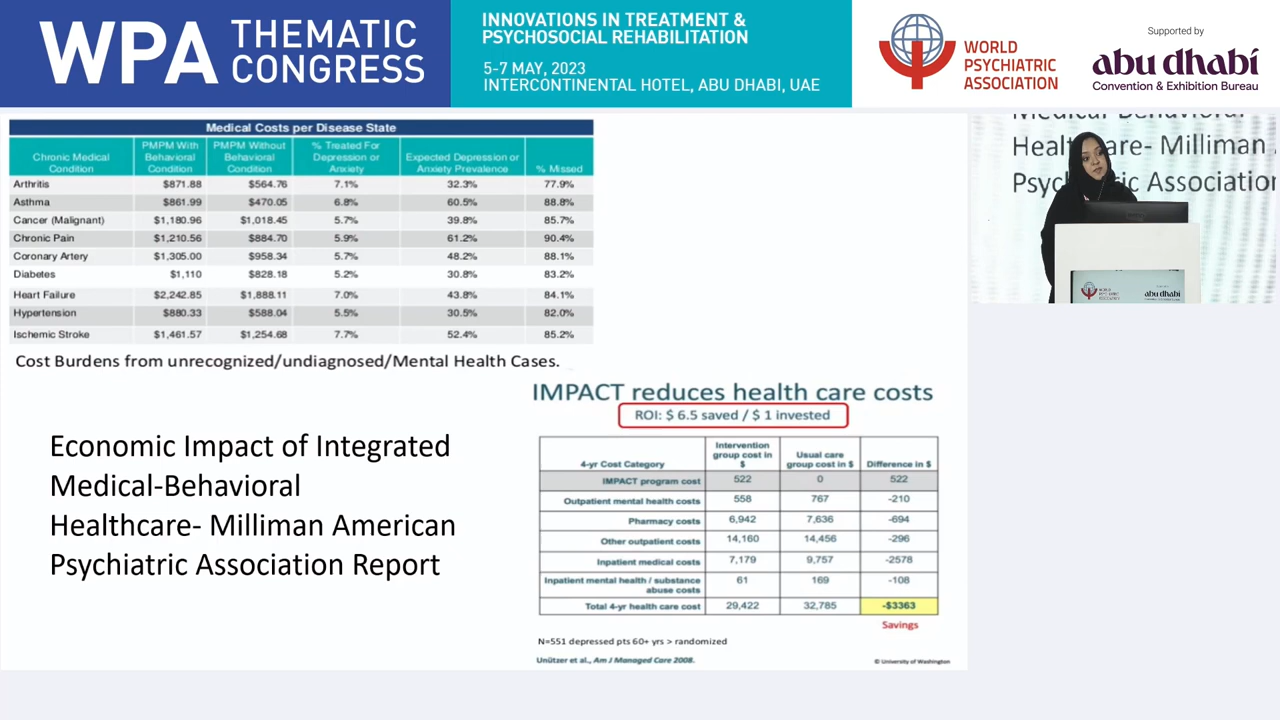 WPA THEMATIC CONGRESS
INNOVATIONS IN TREATMENT &
PSYCHOSOCIAL REHABILITATION
5-7 MAY, 2023
INTERCONTINENTAL HOTEL, ABU DHABI, UAE
WORLD
PSYCHIATRIC
ASSOCIATION
Supported by
abu dhabi
Convention & Exhibition Bureau
Medical Costs per Disease State
Chronic Medical Condition | PMPM With Behavioral Condition | PMPM Without Behavioral Condition | % Treated For Depression or Anxiety | Expected Depression or Anxiety Prevalence | % Missed
Arthritis $871.88 $564.76 7.1% 32.3% 77.9%
Asthma $861.99 $470.05 6.8% 60.5% 88.8%
Cancer (Malignant) $1,180.96 $1,018.45 5.7% 39.8% 85.7%
Chronic Pain $1,210.56 $884.70 5.9% 61.2% 90.4%
Coronary Artery $1,305.00 $958.34 5.7% 48.2% 88.1%
Diabetes $1,110 $828.18 5.2% 30.8% 83.2%
Heart Failure $2,242.85 $1,888.11 7.0% 43.8% 84.1%
Hypertension $880.33 $588.04 5.5% 30.5% 82.0%
Ischemic Stroke $1,461.57 $1,254.68 7.7% 52.4% 85.2%
Cost Burdens from unrecognized/undiagnosed/Mental Health Cases.
Economic Impact of Integrated
Medical-Behavioral
Healthcare- Milliman American
Psychiatric Association Report
IMPACT reduces health care costs
ROI: $ 6.5 saved / $ 1 invested
4-yr Cost Category | Intervention group cost in $ | Usual care group cost in $ | Difference in $
IMPACT program cost 522 0 522
Outpatient mental health costs 558 767 -210
Pharmacy costs 6,942 7,636 -694
Other outpatient costs 14,160 14,456 -296
Inpatient medical costs 7,179 9,757 -2578
Inpatient mental health / substance abuse costs 61 169 -108
Total 4-yr health care cost 29,422 32,785 -$3363
Savings
N=551 depressed pts 60+ yrs > randomized
Unützer et al., Am J Managed Care 2008.
© University of Washington
Milliman
Association
abu dhabi